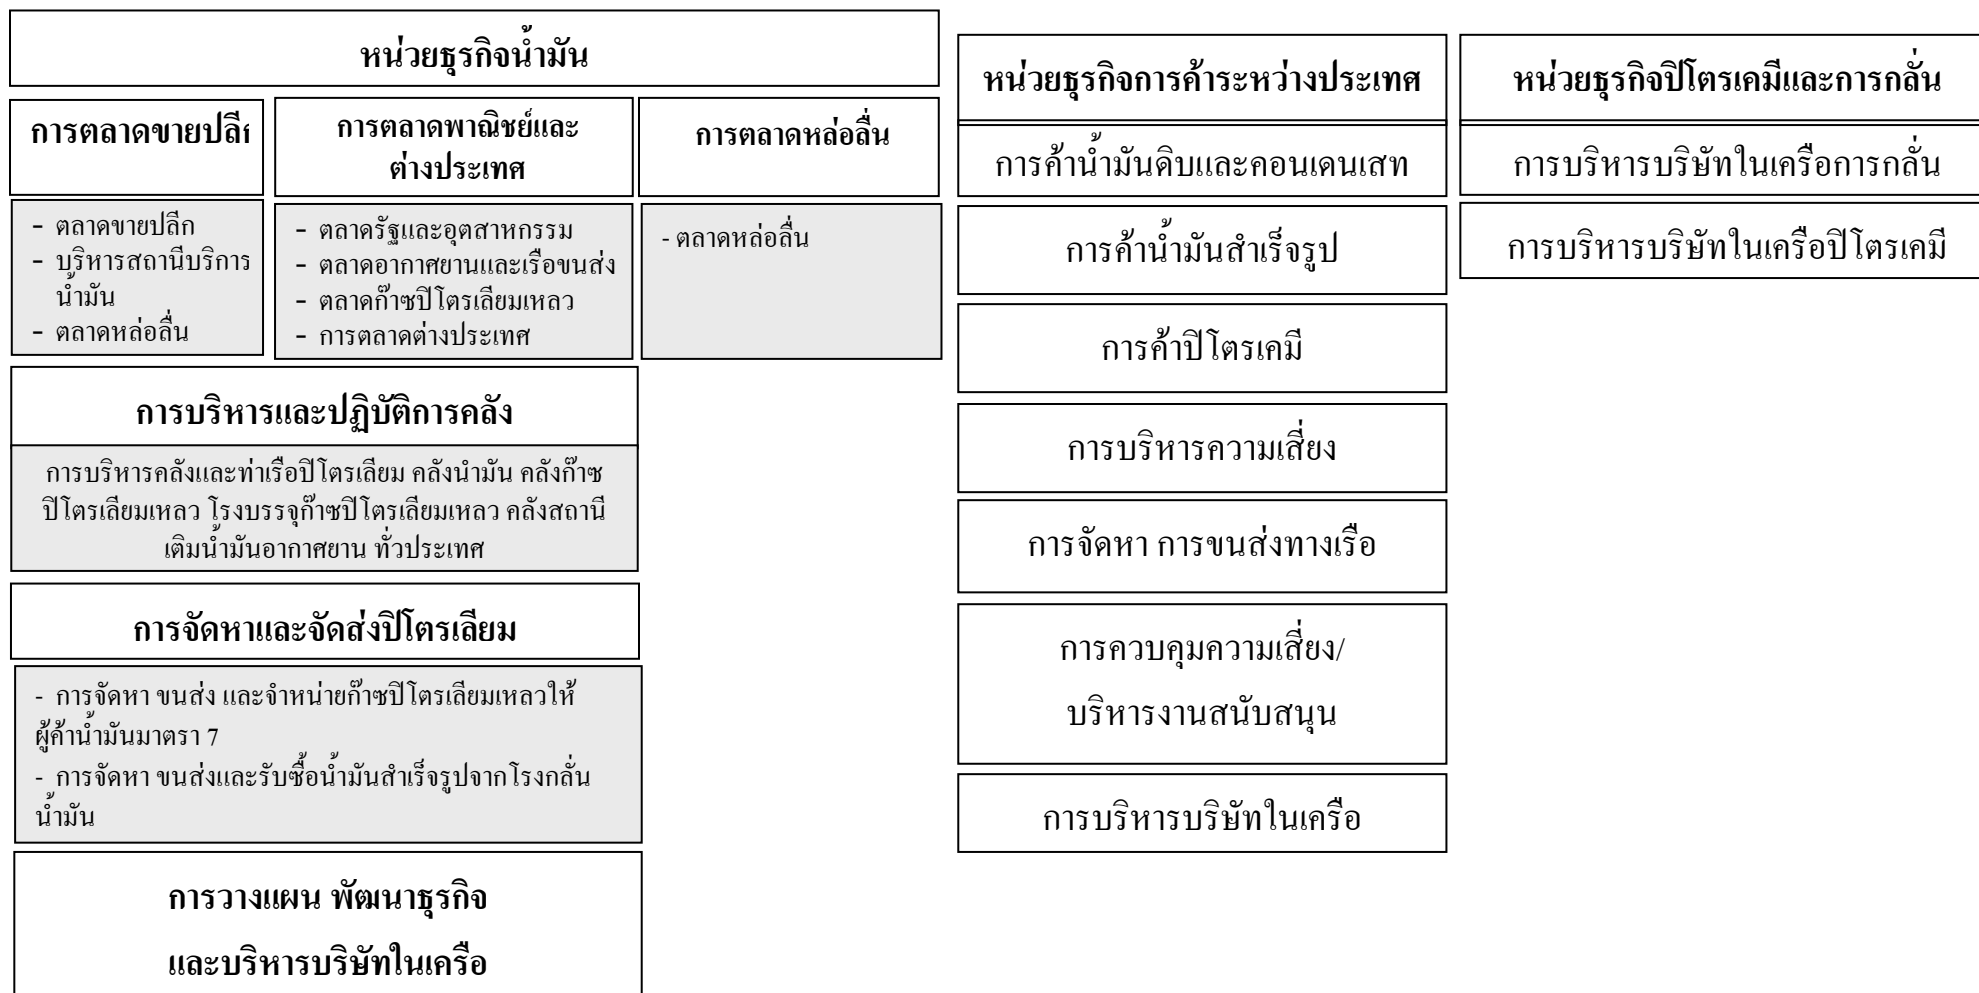 หน่วยธุรกิจน้ำมัน
การตลาดขายปลีก
การตลาดพาณิชย์และ
ต่างประเทศ
การตลาดหล่อลื่น
- ตลาดขายปลีก
- บริหารสถานีบริการ
น้ำมัน
- ตลาดหล่อลื่น
- ตลาดรัฐและอุตสาหกรรม
- ตลาดอากาศยานและเรือขนส่ง
- ตลาดก๊าซปิโตรเลียมเหลว
- การตลาดต่างประเทศ
- ตลาดหล่อลื่น
การบริหารและปฏิบัติการคลัง
การบริหารคลังและท่าเรือปิโตรเลียม คลังนำมัน คลังก๊าซ
ปิโตรเลียมเหลว โรงบรรจุก๊าซปิโตรเลียมเหลว คลังสถานี
เติมน้ำมันอากาศยาน ทั่วประเทศ
การจัดหาและจัดส่งปิโตรเลียม
- การจัดหา ขนส่ง และจำหน่ายก๊าซปิโตรเลียมเหลวให้
ผู้ค้าน้ำมันมาตรา 7
- การจัดหา ขนส่งและรับซื้อน้ำมันสำเร็จรูปจากโรงกลั่น
น้ำมัน
การวางแผน พัฒนาธุรกิจ
และบริหารบริษัทในเครือ
หน่วยธุรกิจการค้าระหว่างประเทศ
การค้าน้ำมันดิบและคอนเดนเสท
การค้าน้ำมันสำเร็จรูป
การค้าปิโตรเคมี
การบริหารความเสี่ยง
การจัดหา การขนส่งทางเรือ
การควบคุมความเสี่ยง/
บริหารงานสนับสนุน
การบริหารบริษัทในเครือ
หน่วยธุรกิจปิโตรเคมีและการกลั่น
การบริหารบริษัทในเครือการกลั่น
การบริหารบริษัทในเครือปิโตรเคมี